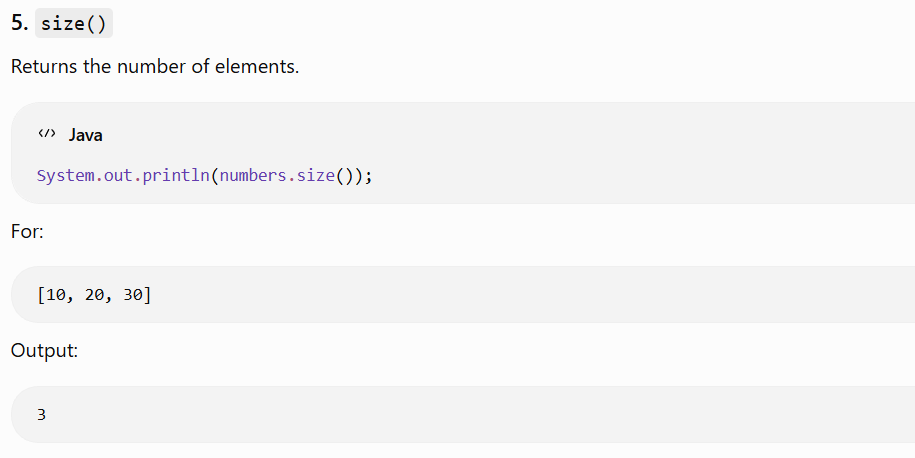 5. size()
Returns the number of elements.
</> Java
System.out.println(numbers.size());
For:
[10, 20, 30]
Output:
3